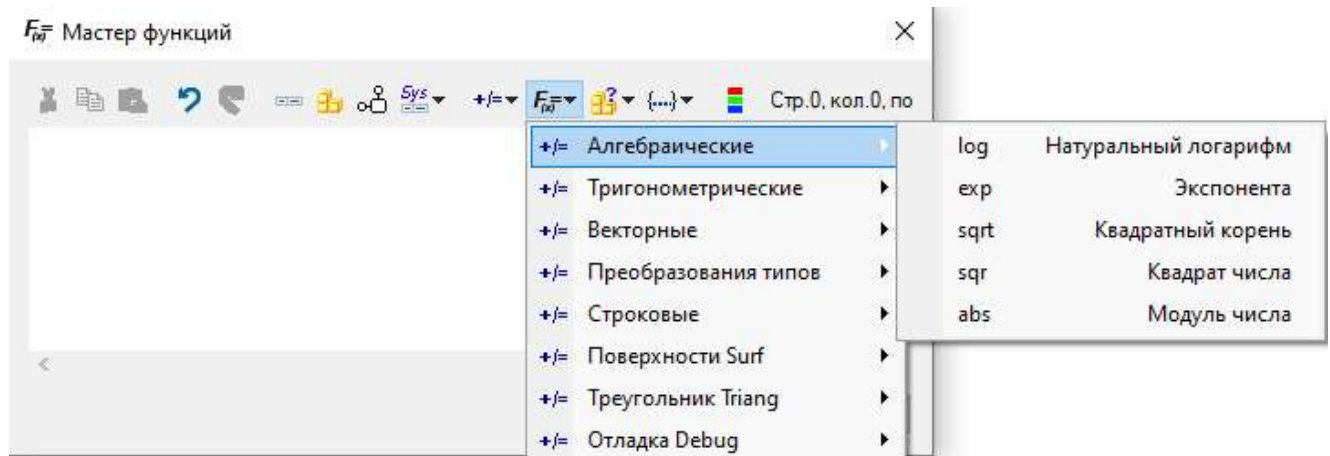 F(x)= Мастер функций
Sys +/= F(x)= {...} Стр.0, кол.0, по
+/= Алгебраические
log Натуральный логарифм
+/= Тригонометрические
exp Экспонента
+/= Векторные
sqrt Квадратный корень
+/= Преобразования типов
sqr Квадрат числа
+/= Строковые
abs Модуль числа
+/= Поверхности Surf
+/= Треугольник Triang
+/= Отладка Debug